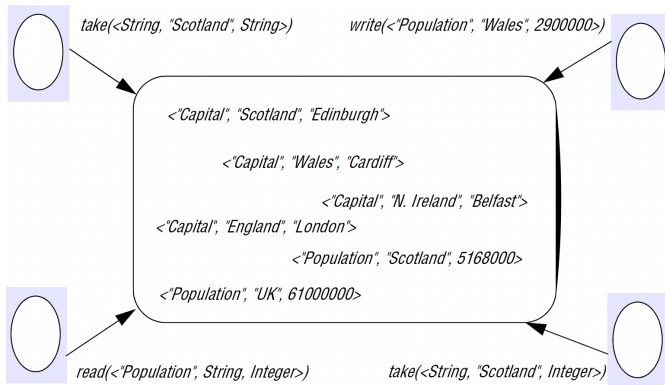 take(<String, "Scotland", String>)
write(<"Population", "Wales", 2900000>)
<"Capital", "Scotland", "Edinburgh">
<"Capital", "Wales", "Cardiff">
<"Capital", "N. Ireland", "Belfast">
<"Capital", "England", "London">
<"Population", "Scotland", 5168000>
<"Population", "UK", 61000000>
read(<"Population", String, Integer>)
take(<String, "Scotland", Integer>)